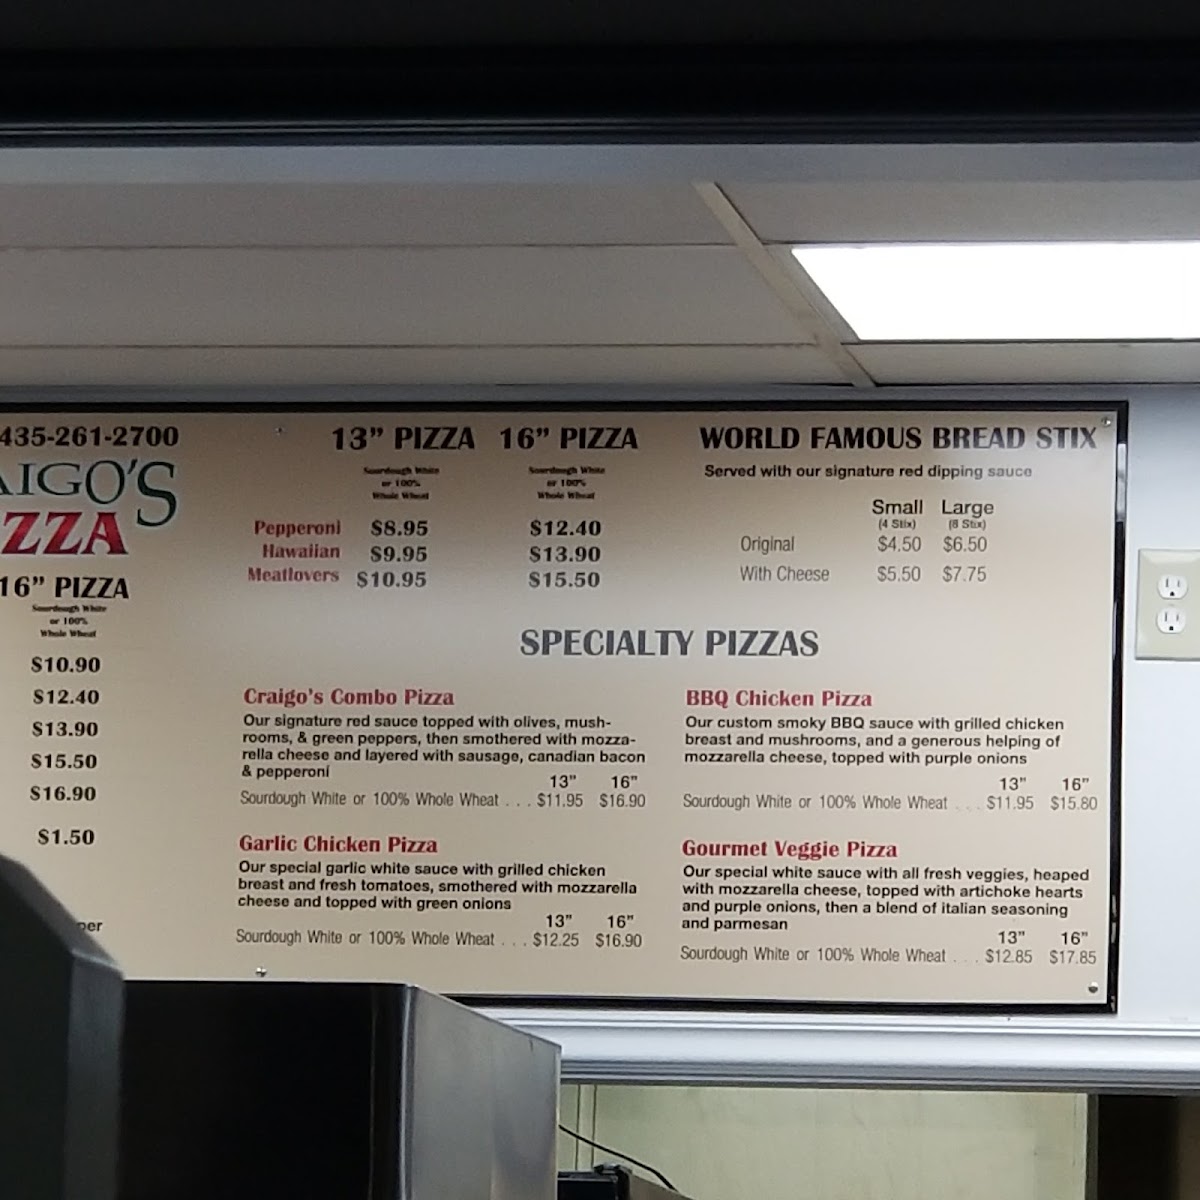 435-261-2700
AIGO'S
ZZA
16" PIZZA
Sourdough White
or 100%
Whole Wheat
$10.90
$12.40
$13.90
$15.50
$16.90
$1.50
per
13" PIZZA 16" PIZZA
Sourdough White Sourdough White
or 100% or 100%
Whole Wheat Whole Wheat
Pepperoni $8.95 $12.40
Hawaiian $9.95 $13.90
Meatlovers $10.95 $15.50
WORLD FAMOUS BREAD STIX
Served with our signature red dipping sauce
Small Large
(4 Stix) (8 Stix)
Original $4.50 $6.50
With Cheese $5.50 $7.75
SPECIALTY PIZZAS
Craigo's Combo Pizza
Our signature red sauce topped with olives, mush-
rooms, & green peppers, then smothered with mozza-
rella cheese and layered with sausage, canadian bacon
& pepperoni
13" 16"
Sourdough White or 100% Whole Wheat . . . $11.95 $16.90
Garlic Chicken Pizza
Our special garlic white sauce with grilled chicken
breast and fresh tomatoes, smothered with mozzarella
cheese and topped with green onions
13" 16"
Sourdough White or 100% Whole Wheat . . . $12.25 $16.90
BBQ Chicken Pizza
Our custom smoky BBQ sauce with grilled chicken
breast and mushrooms, and a generous helping of
mozzarella cheese, topped with purple onions
13" 16"
Sourdough White or 100% Whole Wheat . . . $11.95 $15.80
Gourmet Veggie Pizza
Our special white sauce with all fresh veggies, heaped
with mozzarella cheese, topped with artichoke hearts
and purple onions, then a blend of italian seasoning
and parmesan
13" 16"
Sourdough White or 100% Whole Wheat . . . $12.85 $17.85